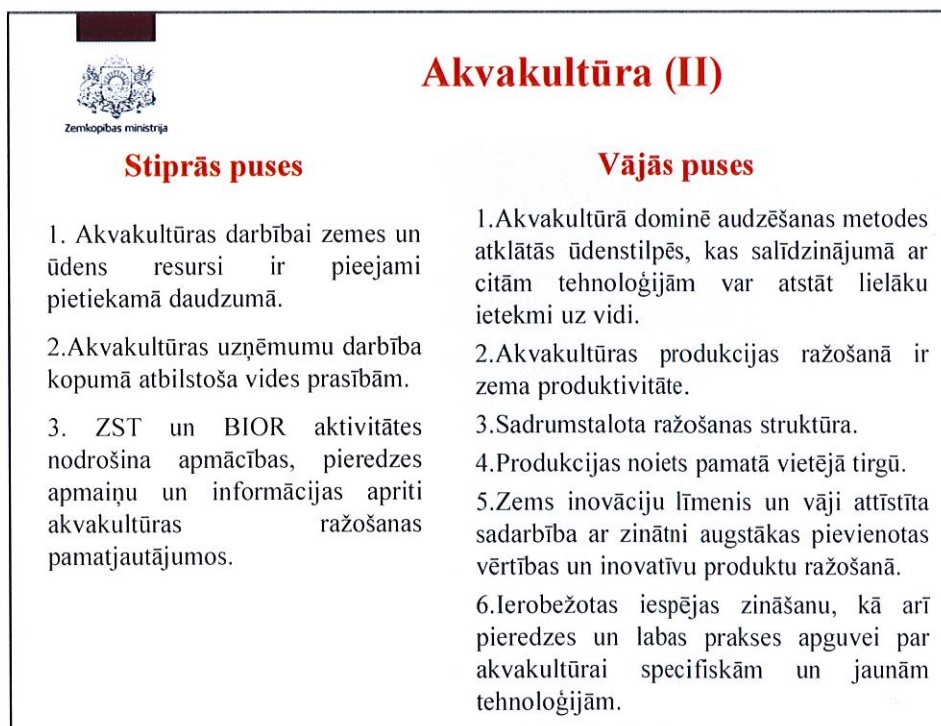 Akvakultūra (II)
Zemkopības ministrija
Stiprās puses
1. Akvakultūras darbībai zemes un
ūdens resursi ir pieejami
pietiekamā daudzumā.
2.Akvakultūras uzņēmumu darbība
kopumā atbilstoša vides prasībām.
3. ZST un BIOR aktivitātes
nodrošina apmācības, pieredzes
apmaiņu un informācijas apriti
akvakultūras ražošanas
pamatjautājumos.
Vājās puses
1.Akvakultūrā dominē audzēšanas metodes
atklātās ūdenstilpēs, kas salīdzinājumā ar
citām tehnoloģijām var atstāt lielāku
ietekmi uz vidi.
2.Akvakultūras produkcijas ražošanā ir
zema produktivitāte.
3.Sadrumstalota ražošanas struktūra.
4.Produkcijas noiets pamatā vietējā tirgū.
5.Zems inovāciju līmenis un vāji attīstīta
sadarbība ar zinātni augstākas pievienotas
vērtības un inovatīvu produktu ražošanā.
6.Ierobežotas iespējas zināšanu, kā arī
pieredzes un labas prakses apguvei par
akvakultūrai specifiskām un jaunām
tehnoloģijām.